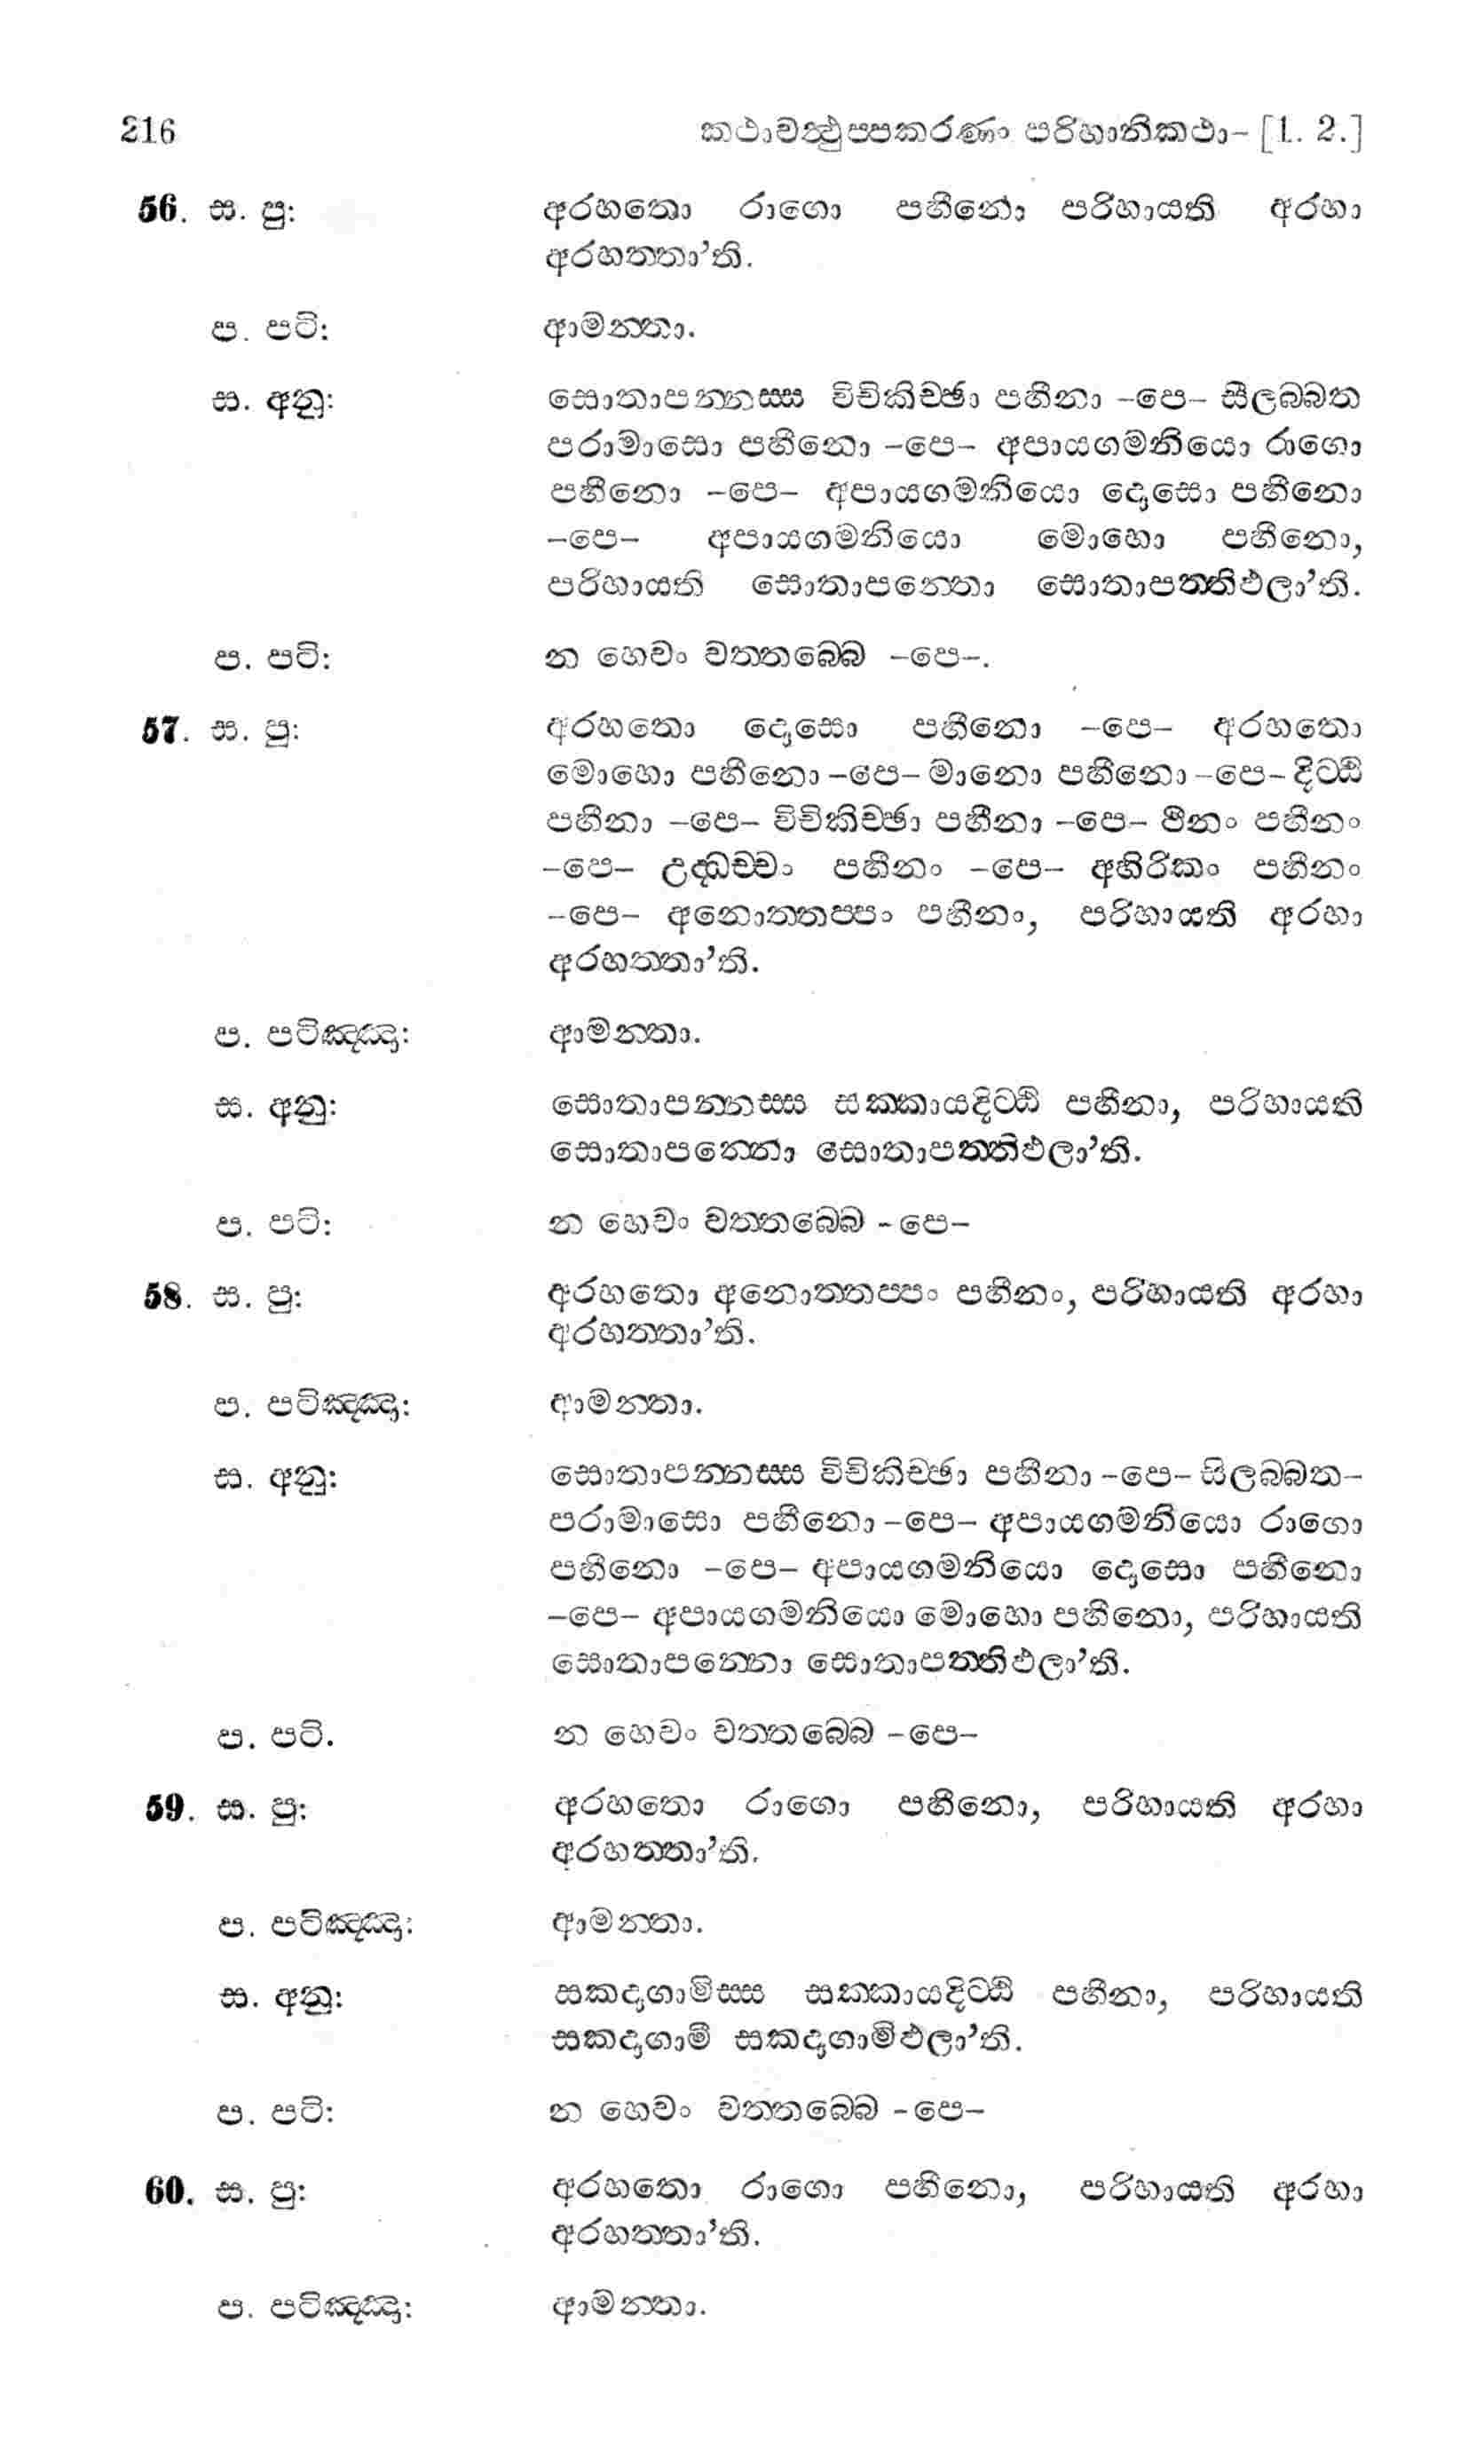 216 කථාවත්‍ථුප්පකරණං පරිහානිකථා– [1. 2.]
56. ස. පු: අරහතො රාගො පහීනො පරිහායති අරහා
අරහත්තා’ති.
ප. පටි: ආමන්තා.
ස. අනු: සොතාපන්නස්ස විචිකිච්ඡා පහීනා –පෙ– සීලබ්බත
පරාමාසො පහීනො –පෙ– අපායගමනීයො රාගො
පහීනො –පෙ– අපායගමනීයො දොසො පහීනො
–පෙ– අපායගමනීයො මොහො පහීනො,
පරිහායති සොතාපන්නො සොතාපත්තිඵලා’ති.
ප. පටි: න හෙවං වත්තබ්බෙ –පෙ–.
57. ස. පු: අරහතො දොසො පහීනො –පෙ– අරහතො
මොහො පහීනො –පෙ– මානො පහීනො –පෙ– දිට්ඨි
පහීනා –පෙ– විචිකිච්ඡා පහීනා –පෙ– ථීනං පහීනං
–පෙ– උද්ධච්චං පහීනං –පෙ– අහිරිකං පහීනං
–පෙ– අනොත්තප්පං පහීනං, පරිහායති අරහා
අරහත්තා’ති.
ප. පටිඤ්ඤා: ආමන්තා.
ස. අනු: සොතාපන්නස්ස සක්කායදිට්ඨි පහීනා, පරිහායති
සොතාපන්නො සොතාපත්තිඵලා’ති.
ප. පටි: න හෙවං වත්තබ්බෙ –පෙ–
58. ස. පු: අරහතො අනොත්තප්පං පහීනං, පරිහායති අරහා
අරහත්තා’ති.
ප. පටිඤ්ඤා: ආමන්තා.
ස. අනු: සොතාපන්නස්ස විචිකිච්ඡා පහීනා –පෙ– සිලබ්බත–
පරාමාසො පහීනො –පෙ– අපායගමනීයො රාගො
පහීනො –පෙ– අපායගමනීයො දොසො පහීනො
–පෙ– අපායගමනීයො මොහො පහීනො, පරිහායති
සොතාපන්නො සොතාපත්තිඵලා’ති.
ප. පටි. න හෙවං වත්තබ්බෙ –පෙ–
59. ස. පු: අරහතො රාගො පහීනො, පරිහායති අරහා
අරහත්තා’ති.
ප. පටිඤ්ඤා: ආමන්තා.
ස. අනු: සකදාගාමිස්ස සක්කායදිට්ඨි පහීනා, පරිහායති
සකදාගාමී සකදාගාමිඵලා’ති.
ප. පටි: න හෙවං වත්තබ්බෙ –පෙ–
60. ස. පු: අරහතො රාගො පහීනො, පරිහායති අරහා
අරහත්තා’ති.
ප. පටිඤ්ඤා: ආමන්තා.